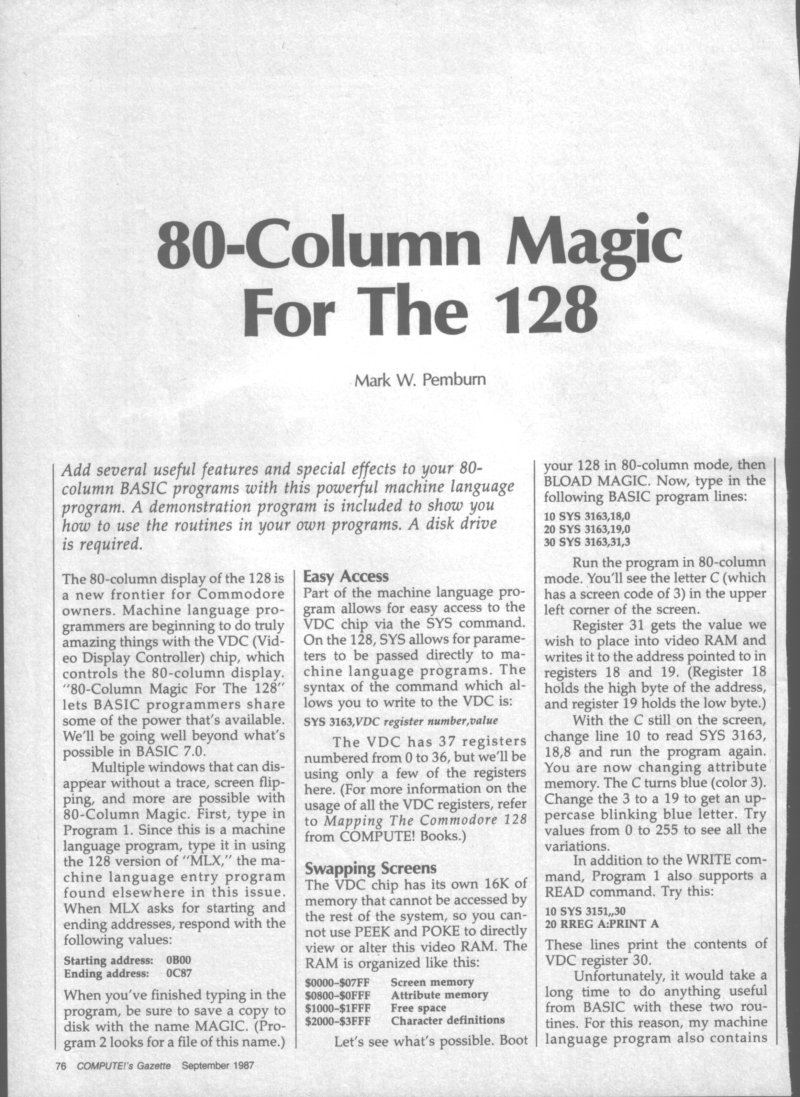 80-Column Magic
For The 128
Mark W. Pemburn
Add several useful features and special effects to your 80-
column BASIC programs with this powerful machine language
program. A demonstration program is included to show you
how to use the routines in your own programs. A disk drive
is required.
The 80-column display of the 128 is
a new frontier for Commodore
owners. Machine language pro-
grammers are beginning to do truly
amazing things with the VDC (Vid-
eo Display Controller) chip, which
controls the 80-column display.
"80-Column Magic For The 128"
lets BASIC programmers share
some of the power that's available.
We'll be going well beyond what's
possible in BASIC 7.0.
Multiple windows that can dis-
appear without a trace, screen flip-
ping, and more are possible with
80-Column Magic. First, type in
Program 1. Since this is a machine
language program, type it in using
the 128 version of "MLX," the ma-
chine language entry program
found elsewhere in this issue.
When MLX asks for starting and
ending addresses, respond with the
following values:
Starting address: 0B00
Ending address: 0C87
When you've finished typing in the
program, be sure to save a copy to
disk with the name MAGIC. (Pro-
gram 2 looks for a file of this name.)
Easy Access
Part of the machine language pro-
gram allows for easy access to the
VDC chip via the SYS command.
On the 128, SYS allows for parame-
ters to be passed directly to ma-
chine language programs. The
syntax of the command which al-
lows you to write to the VDC is:
SYS 3163,VDC register number,value
The VDC has 37 registers
numbered from 0 to 36, but we'll be
using only a few of the registers
here. (For more information on the
usage of all the VDC registers, refer
to Mapping The Commodore 128
from COMPUTE! Books.)
Swapping Screens
The VDC chip has its own 16K of
memory that cannot be accessed by
the rest of the system, so you can-
not use PEEK and POKE to directly
view or alter this video RAM. The
RAM is organized like this:
$0000–$07FF Screen memory
$0800–$0FFF Attribute memory
$1000–$1FFF Free space
$2000–$3FFF Character definitions
Let's see what's possible. Boot
your 128 in 80-column mode, then
BLOAD MAGIC. Now, type in the
following BASIC program lines:
10 SYS 3163,18,0
20 SYS 3163,19,0
30 SYS 3163,31,3
Run the program in 80-column
mode. You'll see the letter C (which
has a screen code of 3) in the upper
left corner of the screen.
Register 31 gets the value we
wish to place into video RAM and
writes it to the address pointed to in
registers 18 and 19. (Register 18
holds the high byte of the address,
and register 19 holds the low byte.)
With the C still on the screen,
change line 10 to read SYS 3163,
18,8 and run the program again.
You are now changing attribute
memory. The C turns blue (color 3).
Change the 3 to a 19 to get an up-
percase blinking blue letter. Try
values from 0 to 255 to see all the
variations.
In addition to the WRITE com-
mand, Program 1 also supports a
READ command. Try this:
10 SYS 3151,,30
20 RREG A:PRINT A
These lines print the contents of
VDC register 30.
Unfortunately, it would take a
long time to do anything useful
from BASIC with these two rou-
tines. For this reason, my machine
language program also contains
76 COMPUTE!'s Gazette September 1987